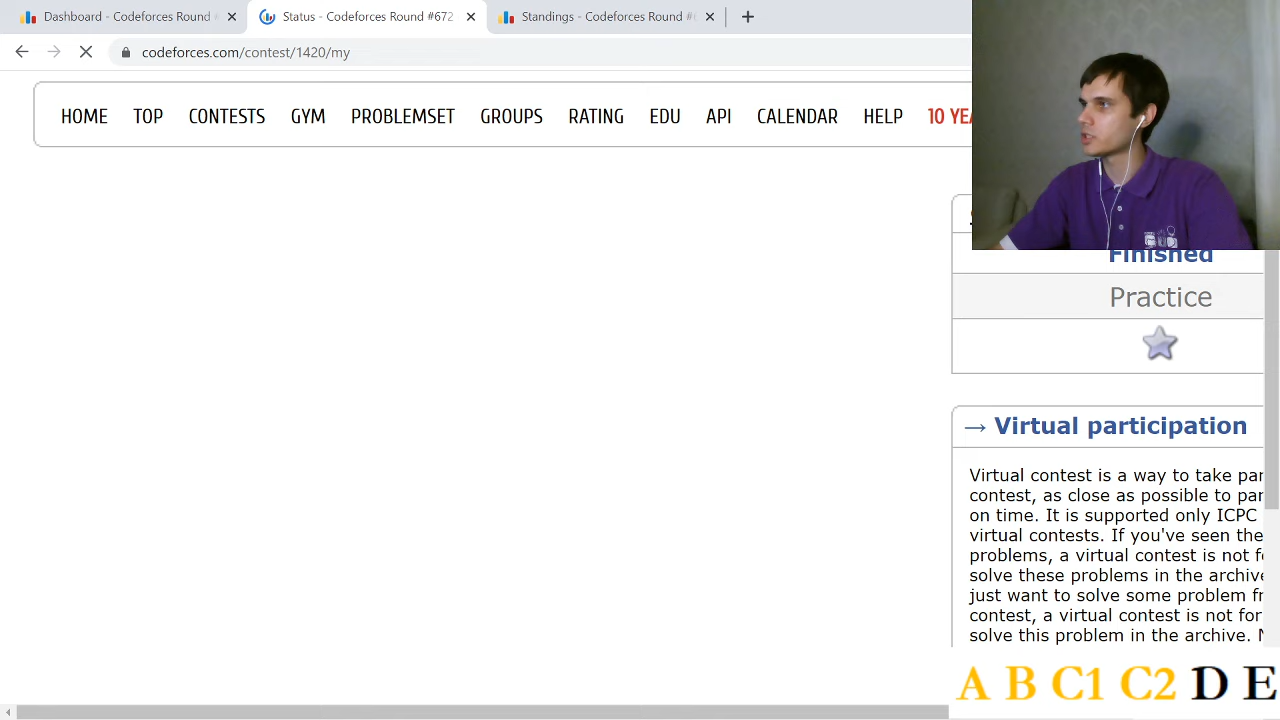 Dashboard - Codeforces Round
Status - Codeforces Round #672
Standings - Codeforces Round
codeforces.com/contest/1420/my
HOME TOP CONTESTS GYM PROBLEMSET GROUPS RATING EDU API CALENDAR HELP 10 YEA
Finished
Practice
→ Virtual participation
Virtual contest is a way to take par
contest, as close as possible to par
on time. It is supported only ICPC
virtual contests. If you've seen the
problems, a virtual contest is not fo
solve these problems in the archive
just want to solve some problem fr
contest, a virtual contest is not for
solve this problem in the archive. N
A B C1 C2 D E